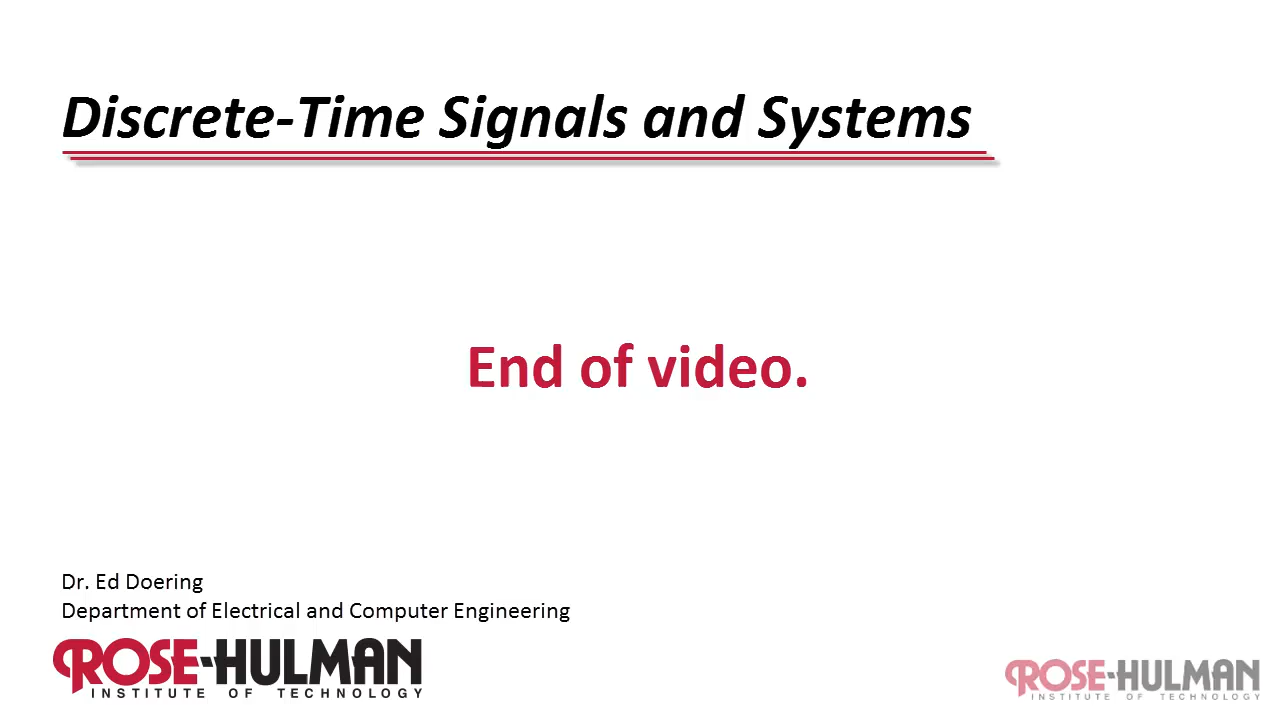 Discrete-Time Signals and Systems
End of video.
Dr. Ed Doering
Department of Electrical and Computer Engineering
ROSE-HULMAN
INSTITUTE OF TECHNOLOGY
ROSE-HULMAN
INSTITUTE OF TECHNOLOGY